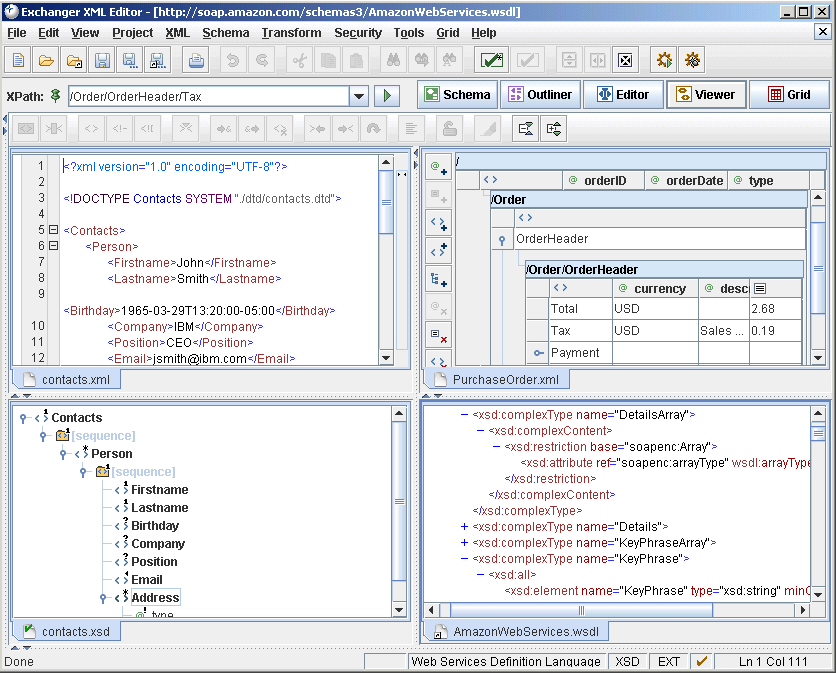 Exchanger XML Editor - [http://soap.amazon.com/schemas3/AmazonWebServices.wsdl]
File Edit View Project XML Schema Transform Security Tools Grid Help
XPath: /Order/OrderHeader/Tax Schema Outliner Editor Viewer Grid
1 <?xml version="1.0" encoding="UTF-8"?>
2
3 <!DOCTYPE Contacts SYSTEM "./dtd/contacts.dtd">
4
5 <Contacts>
6 <Person>
7 <Firstname>John</Firstname>
8 <Lastname>Smith</Lastname>
9
<Birthday>1965-03-29T13:20:00-05:00</Birthday>
10 <Company>IBM</Company>
11 <Position>CEO</Position>
12 <Email>jsmith@ibm.com</Email>
contacts.xml
/
<> @ orderID @ orderDate @ type
/Order
<>
OrderHeader
/Order/OrderHeader
<> @ currency @ desc
Total USD 2.68
Tax USD Sales ... 0.19
Payment
PurchaseOrder.xml
<>1 Contacts
[sequence]
<>* Person
[sequence]
<>? Firstname
<>? Lastname
<>? Birthday
<>? Company
<>? Position
<>1 Email
<>* Address
@! type
contacts.xsd
− <xsd:complexType name="DetailsArray">
− <xsd:complexContent>
− <xsd:restriction base="soapenc:Array">
<xsd:attribute ref="soapenc:arrayType" wsdl:arrayType
</xsd:restriction>
</xsd:complexContent>
</xsd:complexType>
+ <xsd:complexType name="Details">
+ <xsd:complexType name="KeyPhraseArray">
− <xsd:complexType name="KeyPhrase">
− <xsd:all>
<xsd:element name="KeyPhrase" type="xsd:string" minO
AmazonWebServices.wsdl
Done Web Services Definition Language XSD EXT Ln 1 Col 111